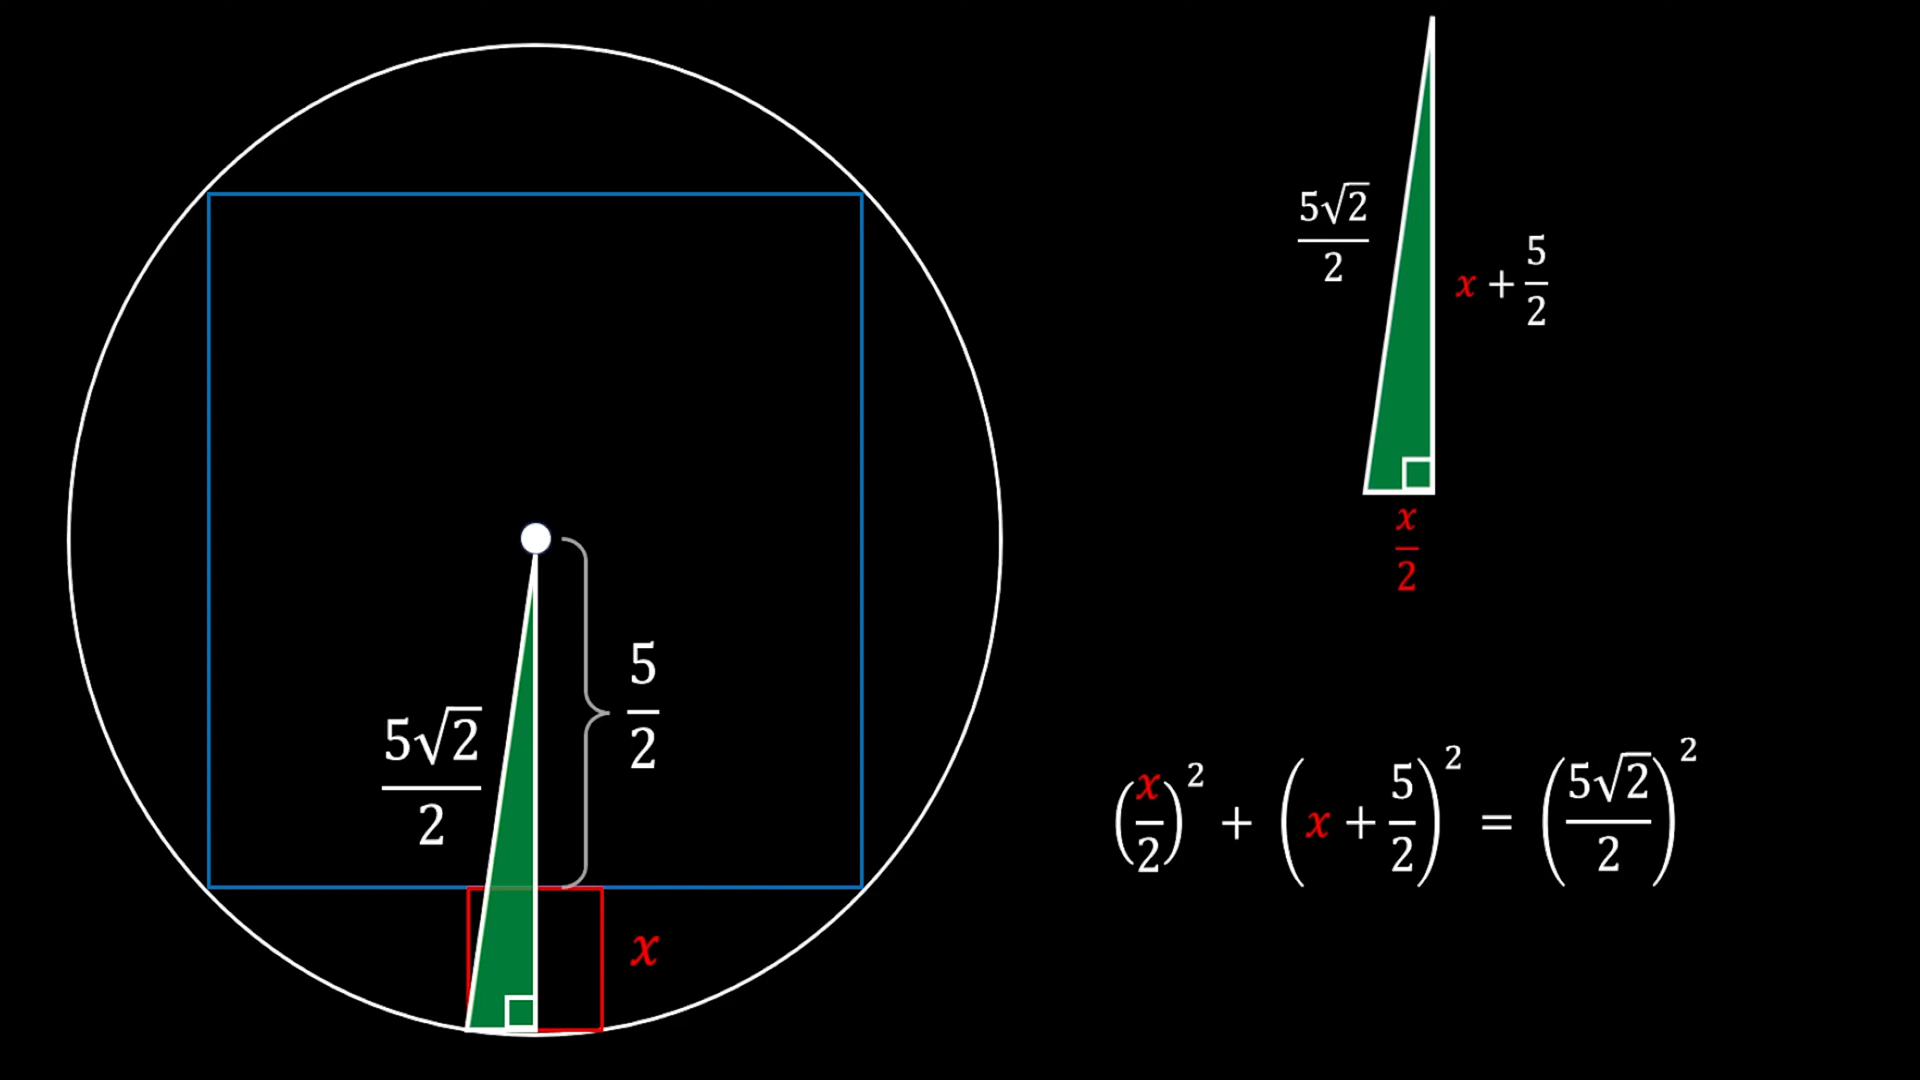 5√2/2
x + 5/2
x/2
5/2
5√2/2
x
(x/2)² + (x + 5/2)² = (5√2/2)²